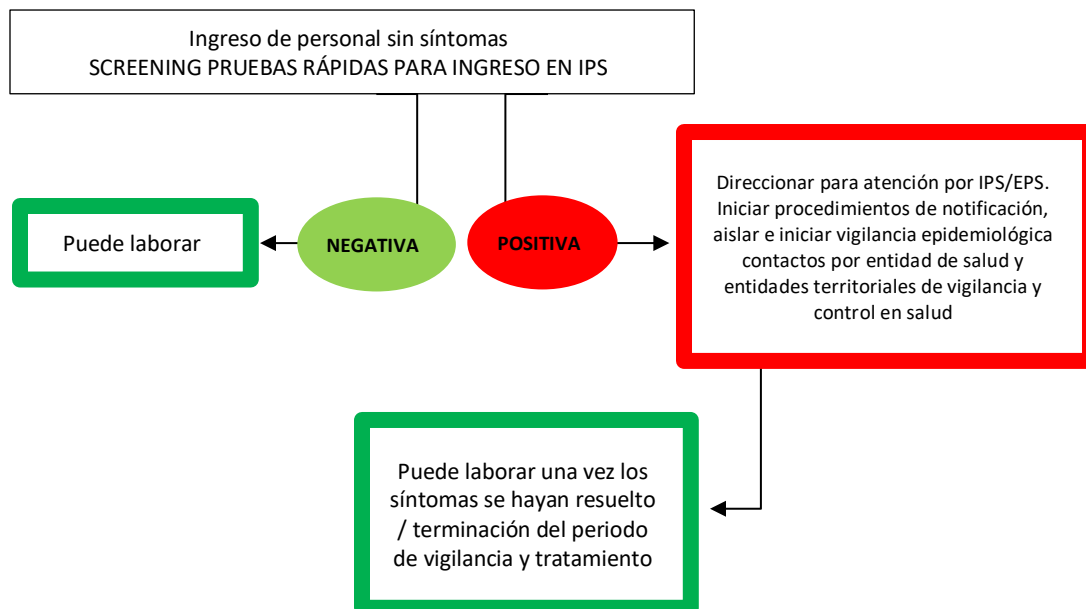 Ingreso de personal sin síntomas
SCREENING PRUEBAS RÁPIDAS PARA INGRESO EN IPS
Puede laborar
NEGATIVA
POSITIVA
Direccionar para atención por IPS/EPS.
Iniciar procedimientos de notificación,
aislar e iniciar vigilancia epidemiológica
contactos por entidad de salud y
entidades territoriales de vigilancia y
control en salud
Puede laborar una vez los
síntomas se hayan resuelto
/ terminación del periodo
de vigilancia y tratamiento